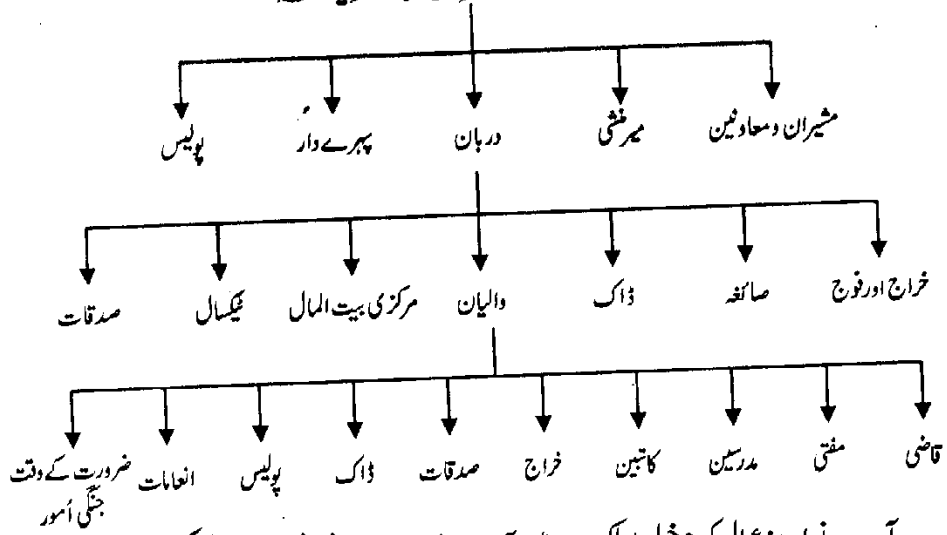 مشیران و معاونین میر منشی دربان پہرے دار پولیس
خراج اور فوج صائغہ ڈاک والیان مرکزی بیت المال ٹیکسال صدقات
قاضی مفتی مدرسین کاتبین خراج صدقات ڈاک پولیس انعامات ضرورت کے وقت
جنگی اُمور